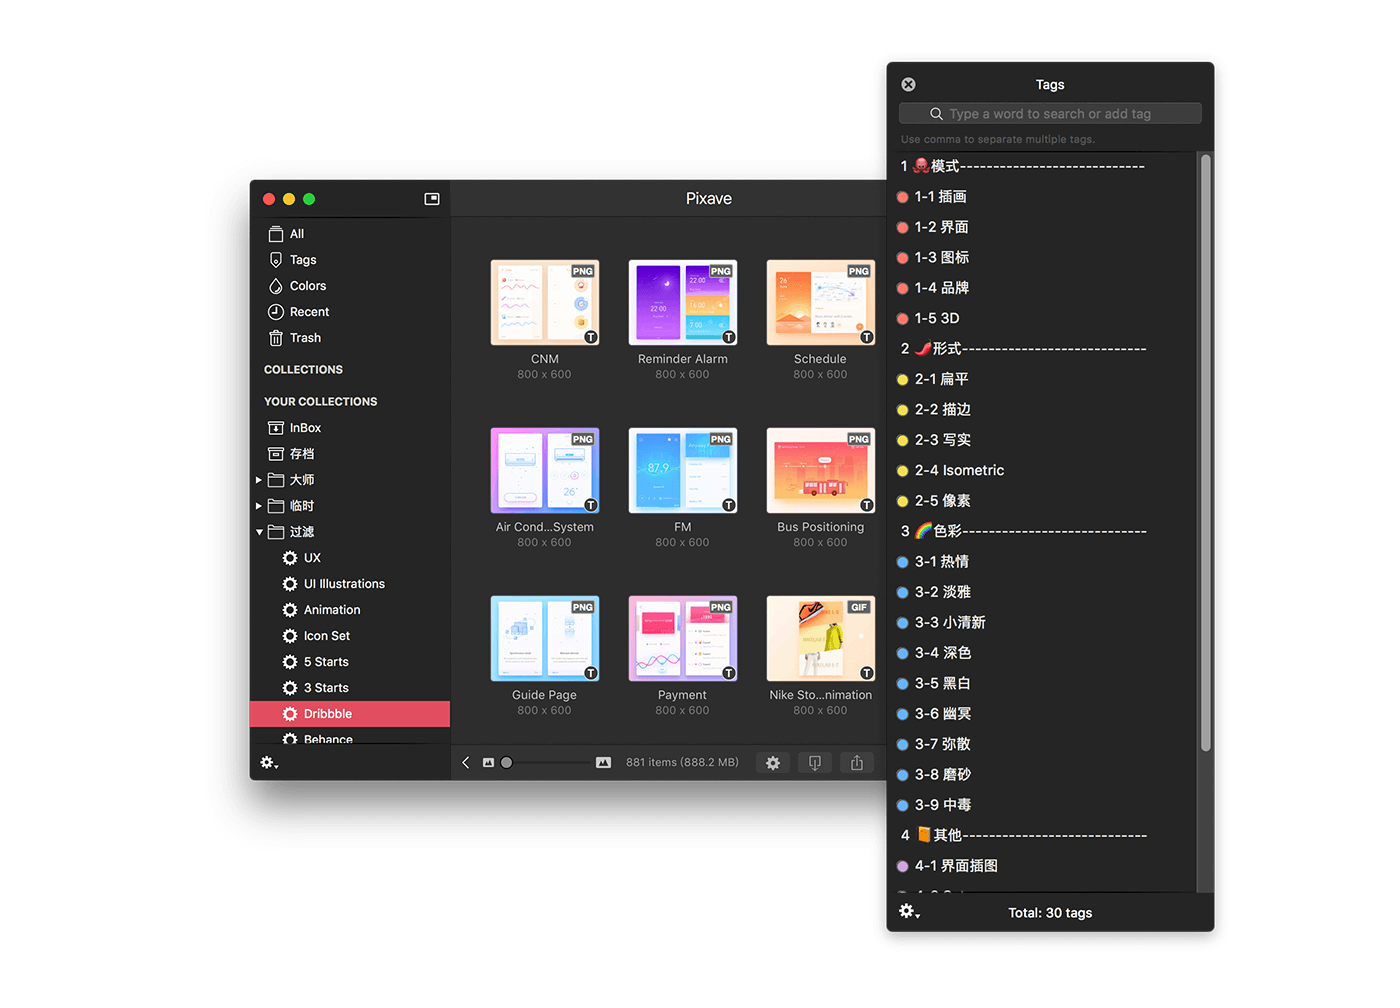 Pixave
All
Tags
Colors
Recent
Trash
COLLECTIONS
YOUR COLLECTIONS
InBox
存档
大师
临时
过滤
UX
UI Illustrations
Animation
Icon Set
5 Starts
3 Starts
Dribbble
Behance
PNG
PNG
PNG
T
T
T
CNM
Reminder Alarm
Schedule
800 x 600
800 x 600
800 x 600
PNG
PNG
PNG
87.9
26°
T
T
T
Air Cond...System
FM
Bus Positioning
800 x 600
800 x 600
800 x 600
PNG
PNG
GIF
T
T
T
Guide Page
Payment
Nike Sto...nimation
800 x 600
800 x 600
800 x 600
881 items (888.2 MB)
Tags
Type a word to search or add tag
Use comma to separate multiple tags.
1 🐙模式----------------------------
1-1 插画
1-2 界面
1-3 图标
1-4 品牌
1-5 3D
2 🌶形式----------------------------
2-1 扁平
2-2 描边
2-3 写实
2-4 Isometric
2-5 像素
3 🌈色彩----------------------------
3-1 热情
3-2 淡雅
3-3 小清新
3-4 深色
3-5 黑白
3-6 幽冥
3-7 弥散
3-8 磨砂
3-9 中毒
4 📙其他----------------------------
4-1 界面插图
Total: 30 tags